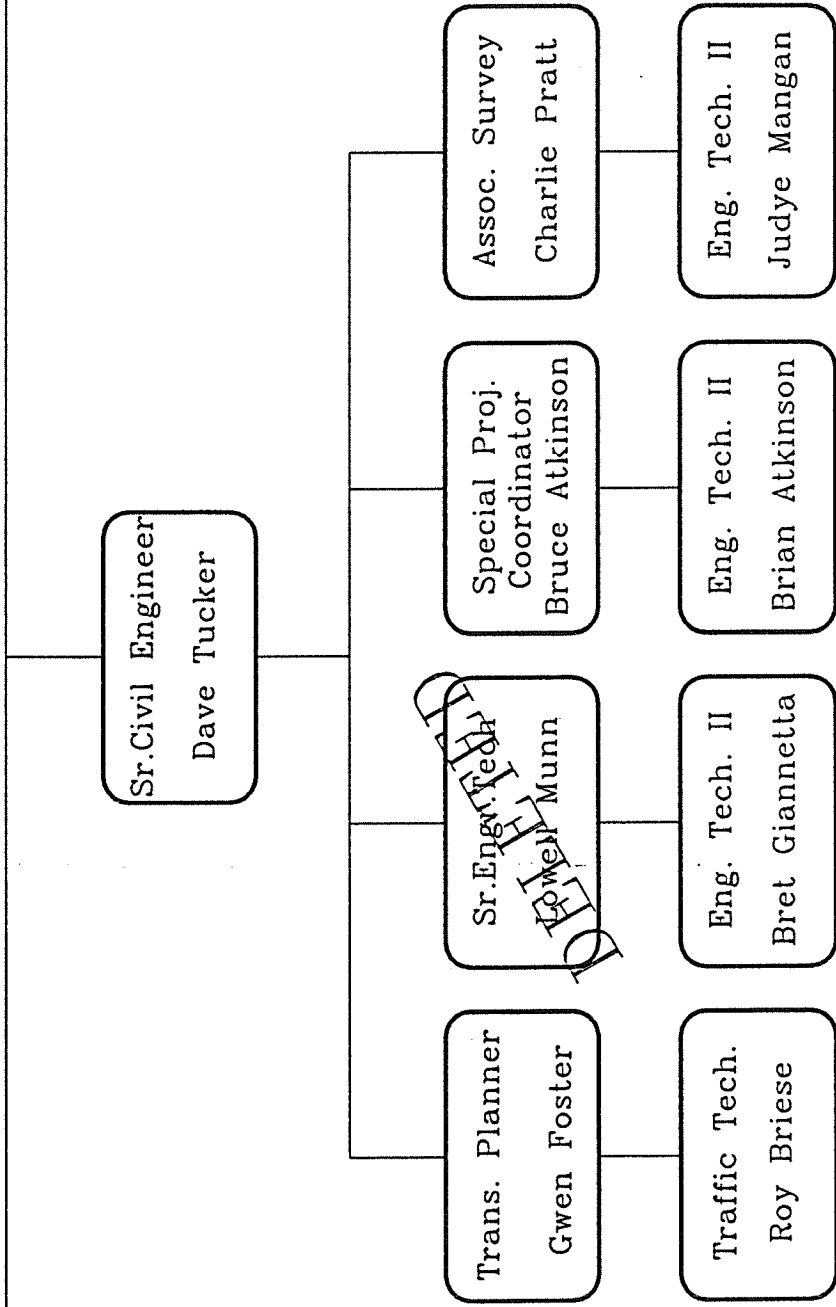 Sr.Civil Engineer
Dave Tucker
Trans. Planner
Gwen Foster
Sr.Engr.Tech
Lowell Munn
DELETED
Special Proj.
Coordinator
Bruce Atkinson
Assoc. Survey
Charlie Pratt
Traffic Tech.
Roy Briese
Eng. Tech. II
Bret Giannetta
Eng. Tech. II
Brian Atkinson
Eng. Tech. II
Judye Mangan